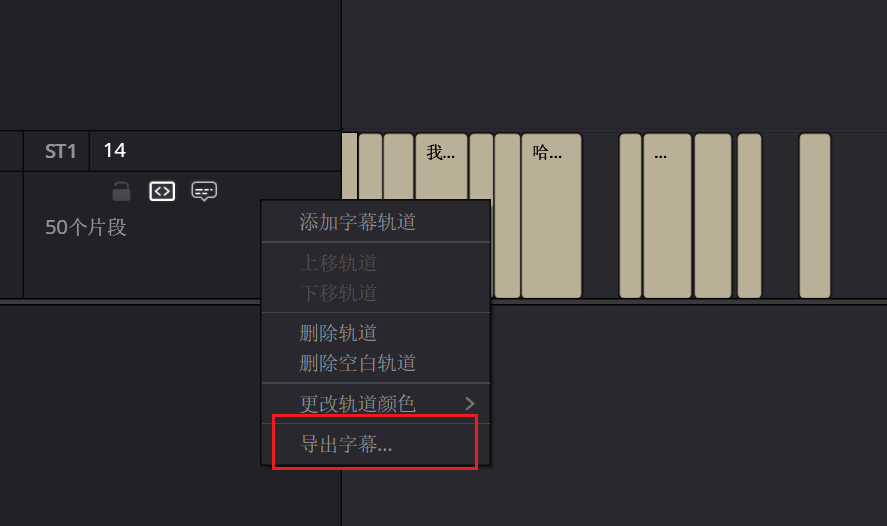 ST1 14
我... 哈... ...
50个片段
添加字幕轨道
上移轨道
下移轨道
删除轨道
删除空白轨道
更改轨道颜色
导出字幕...